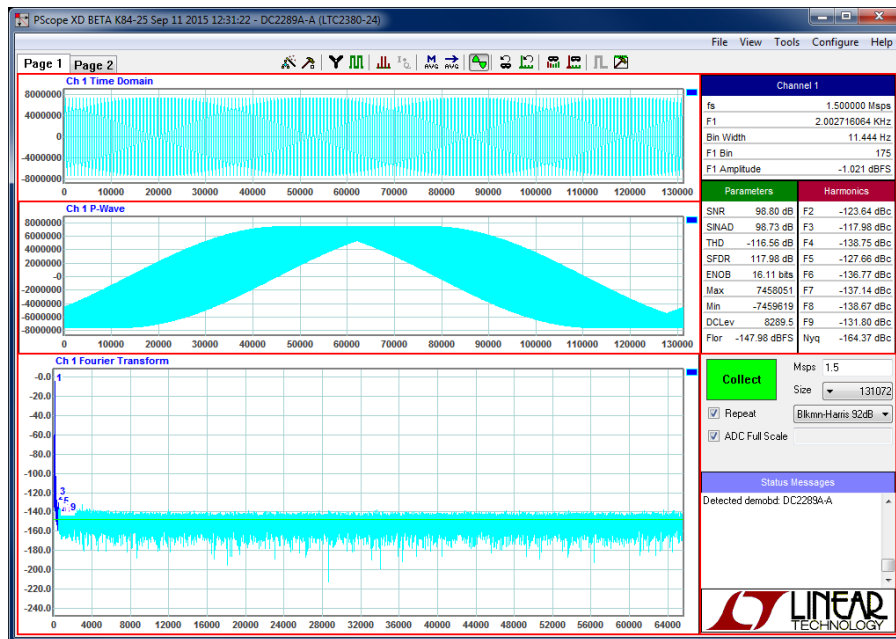 PScope XD BETA K84-25 Sep 11 2015 12:31:22 - DC2289A-A (LTC2380-24)
File View Tools Configure Help
Page 1 Page 2
M AVG AVG
Ch 1 Time Domain
8000000
4000000
0
-4000000
-8000000
0 10000 20000 30000 40000 50000 60000 70000 80000 90000 100000 110000 120000 130000
Ch 1 P-Wave
8000000
6000000
4000000
2000000
-0
-2000000
-4000000
-6000000
-8000000
0 10000 20000 30000 40000 50000 60000 70000 80000 90000 100000 110000 120000 130000
Ch 1 Fourier Transform
-0.0
-20.0
-40.0
-60.0
-80.0
-100.0
-120.0
-140.0
-160.0
-180.0
-200.0
-220.0
-240.0
1
3
9
0 4000 8000 12000 16000 20000 24000 28000 32000 36000 40000 44000 48000 52000 56000 60000 64000
Channel 1
fs 1.500000 Msps
F1 2.002716064 KHz
Bin Width 11.444 Hz
F1 Bin 175
F1 Amplitude -1.021 dBFS
Parameters Harmonics
SNR 98.80 dB F2 -123.64 dBc
SINAD 98.73 dB F3 -117.98 dBc
THD -116.56 dB F4 -138.75 dBc
SFDR 117.98 dB F5 -127.66 dBc
ENOB 16.11 bits F6 -136.77 dBc
Max 7458051 F7 -137.14 dBc
Min -7459619 F8 -138.67 dBc
DCLev 8289.5 F9 -131.80 dBc
Flor -147.98 dBFS Nyq -164.37 dBc
Collect
Msps 1.5
Size 131072
Repeat Blkmn-Harris 92dB
ADC Full Scale
Status Messages
Detected demobd: DC2289A-A
LINEAR
TECHNOLOGY